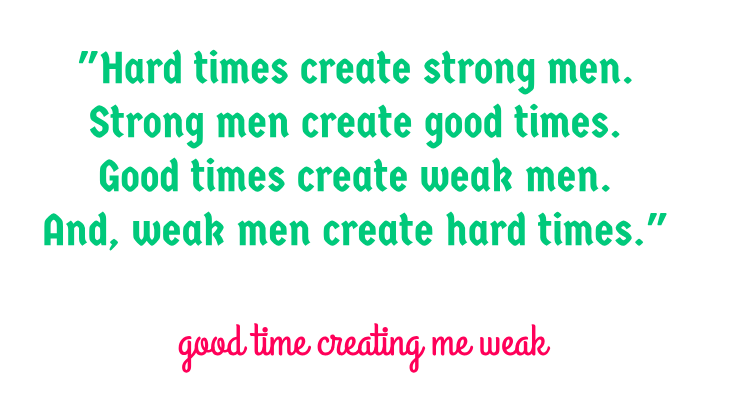 "Hard times create strong men.
Strong men create good times.
Good times create weak men.
And, weak men create hard times."
good time creating me weak